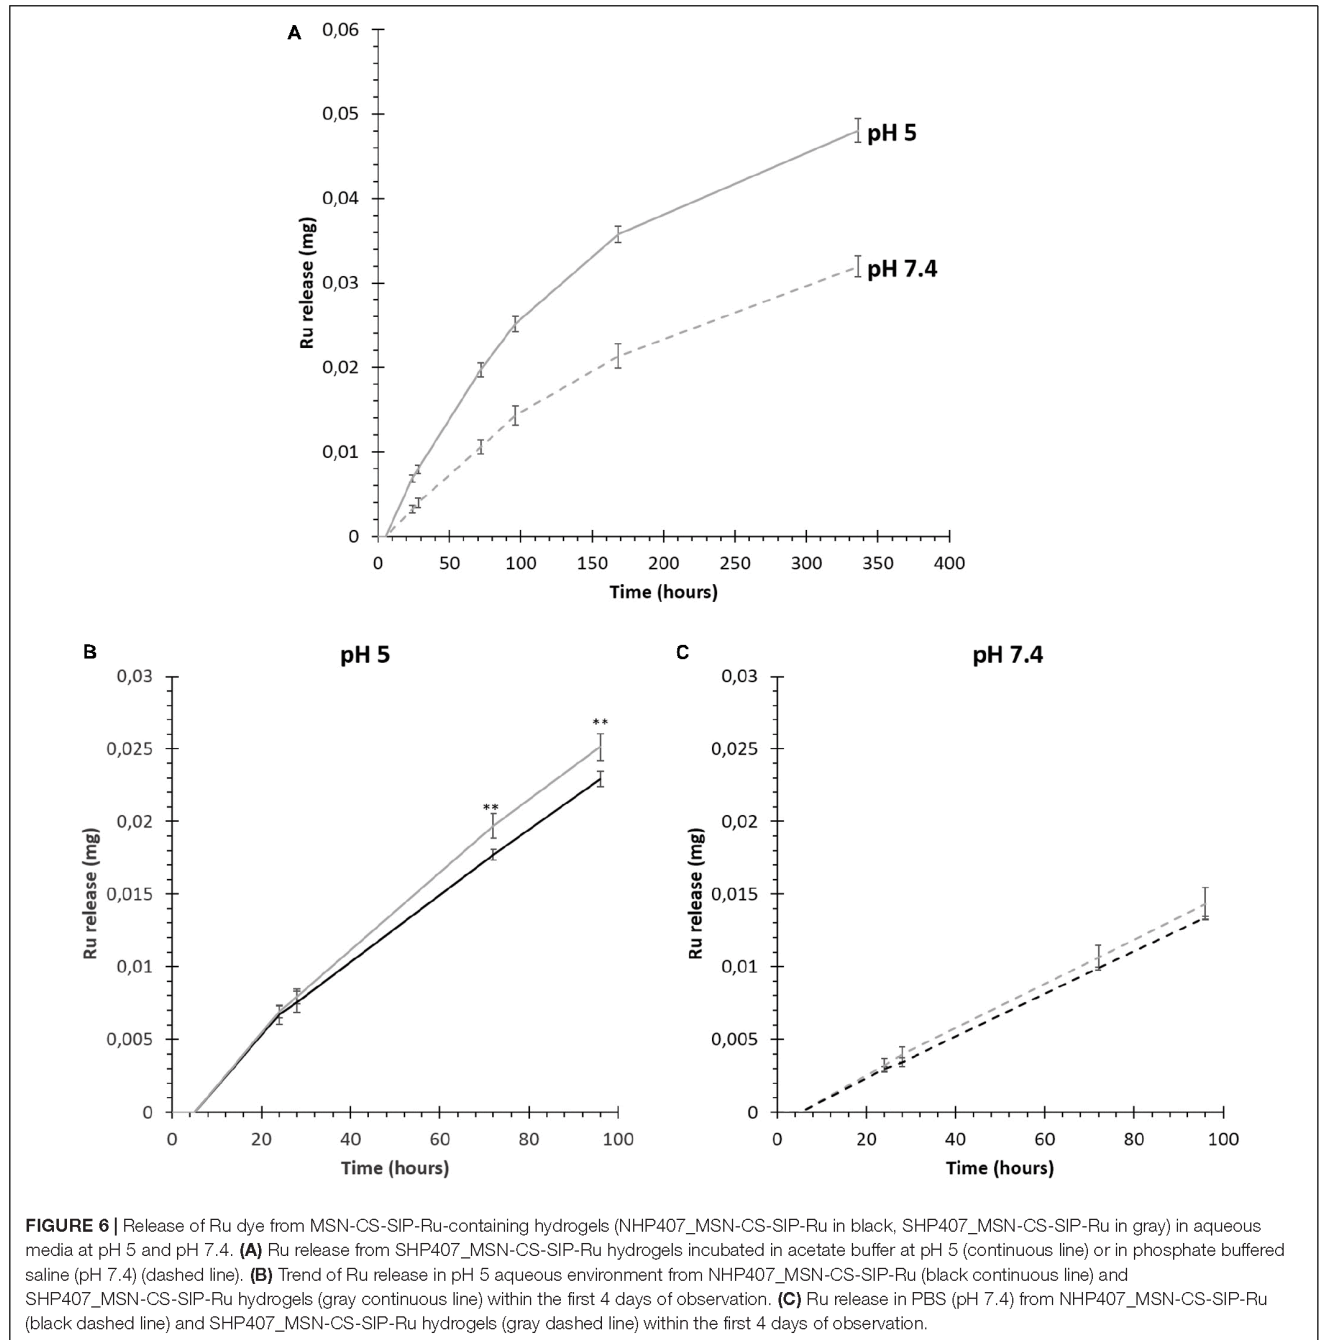 A
0,06
0,05
0,04
0,03
0,02
0,01
0
Ru release (mg)
pH 5
pH 7.4
0 50 100 150 200 250 300 350 400
Time (hours)
B
pH 5
0,03
0,025
0,02
0,015
0,01
0,005
0
Ru release (mg)
**
**
0 20 40 60 80 100
Time (hours)
C
pH 7.4
0,03
0,025
0,02
0,015
0,01
0,005
0
Ru release (mg)
0 20 40 60 80 100
Time (hours)
FIGURE 6 | Release of Ru dye from MSN-CS-SIP-Ru-containing hydrogels (NHP407_MSN-CS-SIP-Ru in black, SHP407_MSN-CS-SIP-Ru in gray) in aqueous
media at pH 5 and pH 7.4. (A) Ru release from SHP407_MSN-CS-SIP-Ru hydrogels incubated in acetate buffer at pH 5 (continuous line) or in phosphate buffered
saline (pH 7.4) (dashed line). (B) Trend of Ru release in pH 5 aqueous environment from NHP407_MSN-CS-SIP-Ru (black continuous line) and
SHP407_MSN-CS-SIP-Ru hydrogels (gray continuous line) within the first 4 days of observation. (C) Ru release in PBS (pH 7.4) from NHP407_MSN-CS-SIP-Ru
(black dashed line) and SHP407_MSN-CS-SIP-Ru hydrogels (gray dashed line) within the first 4 days of observation.